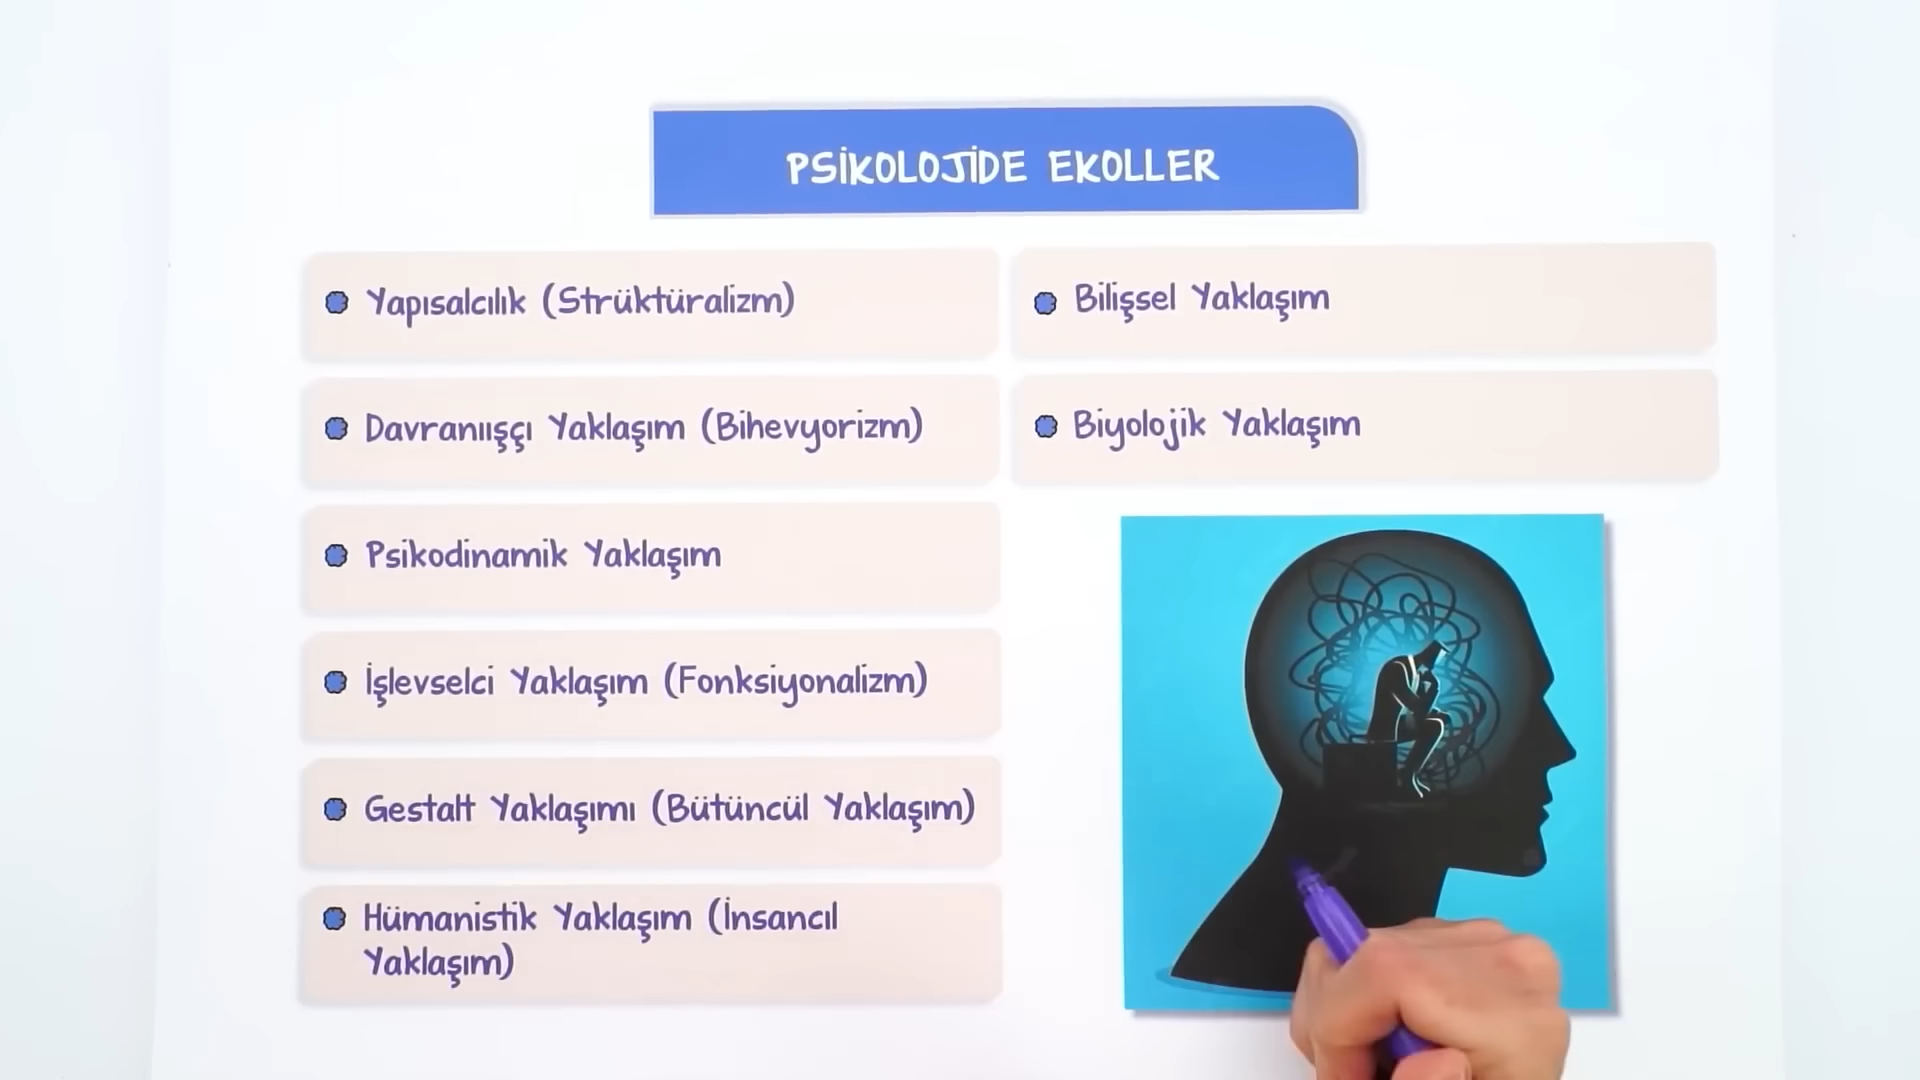 PSİKOLOJİDE EKOLLER
Yapısalcılık (Strüktüralizm)
Davranıışçı Yaklaşım (Bihevyorizm)
Psikodinamik Yaklaşım
İşlevselci Yaklaşım (Fonksiyonalizm)
Gestalt Yaklaşımı (Bütüncül Yaklaşım)
Hümanistik Yaklaşım (İnsancıl
Yaklaşım)
Bilişsel Yaklaşım
Biyolojik Yaklaşım